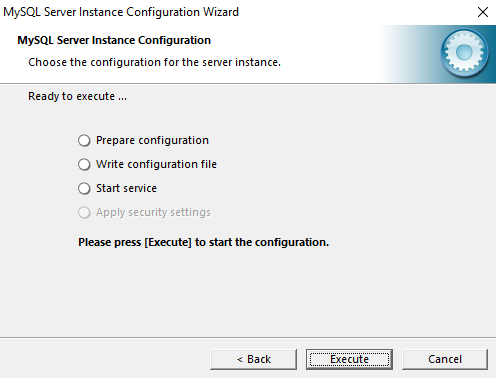 MySQL Server Instance Configuration Wizard
MySQL Server Instance Configuration
Choose the configuration for the server instance.
Ready to execute ...
Prepare configuration
Write configuration file
Start service
Apply security settings
Please press [Execute] to start the configuration.
< Back
Execute
Cancel